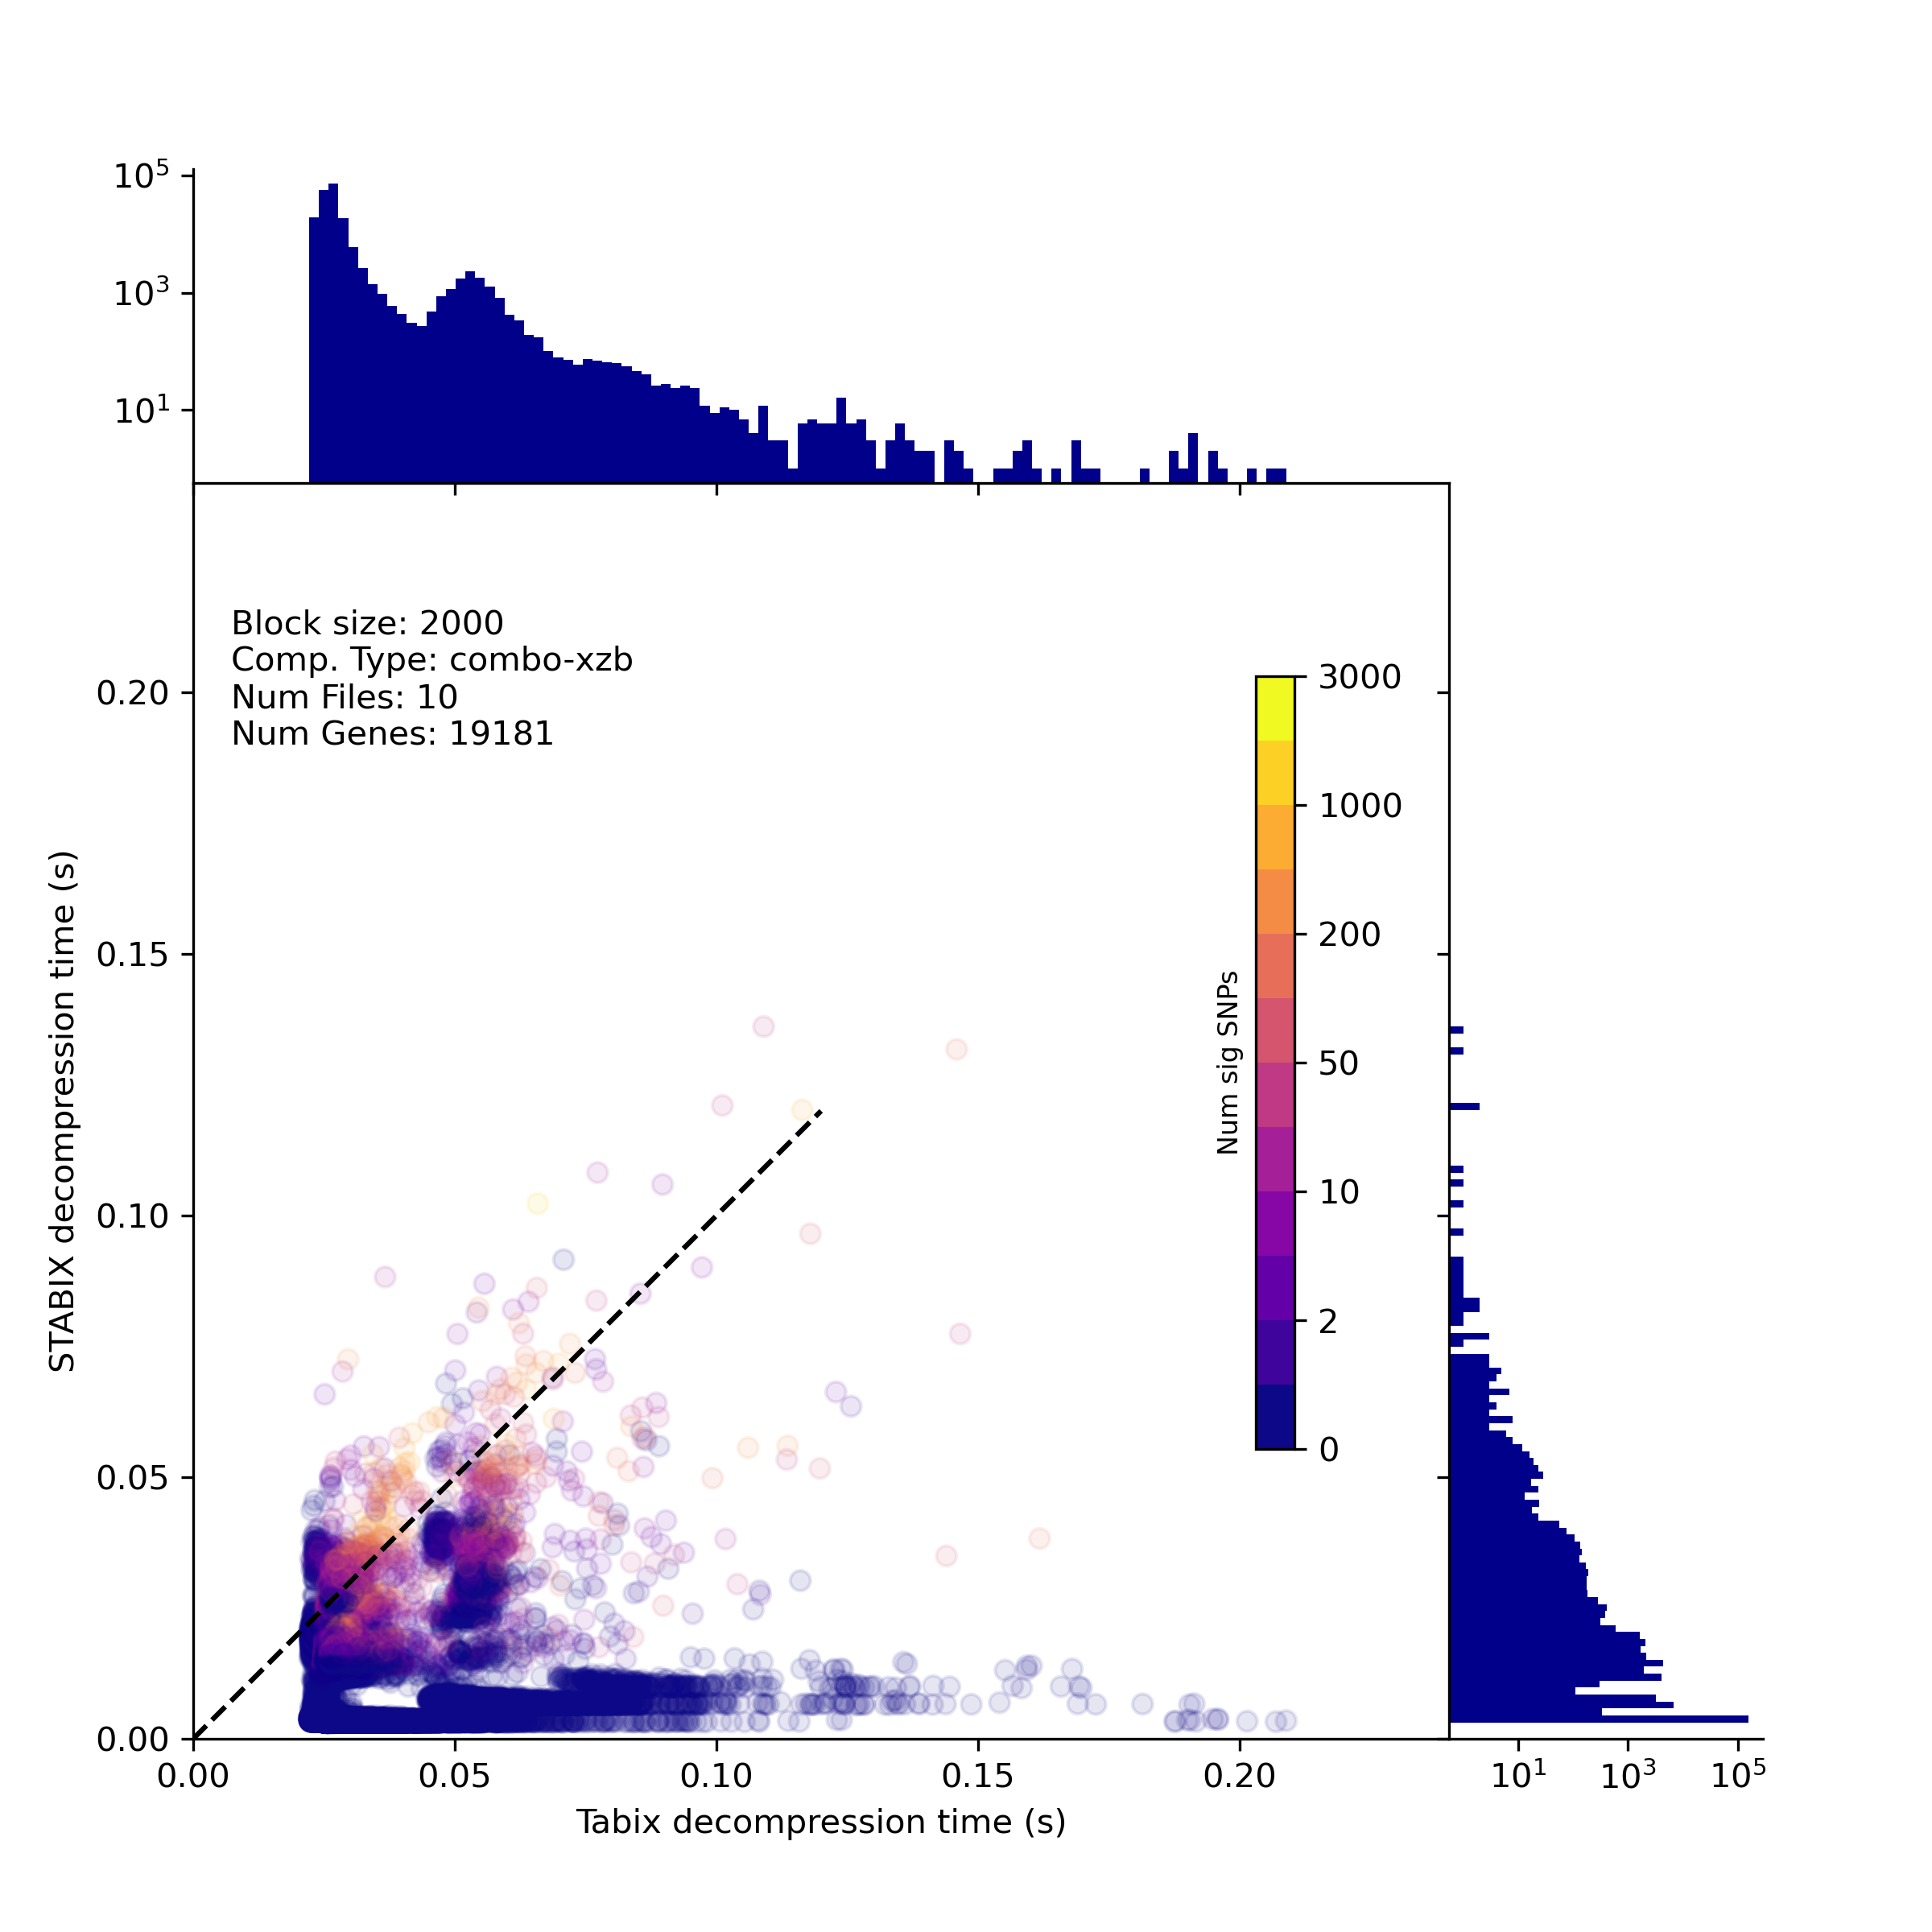 10^5
10^3
10^1
Block size: 2000
Comp. Type: combo-xzb
Num Files: 10
Num Genes: 19181
3000
1000
200
50
10
2
0
Num sig SNPs
0.20
0.15
0.10
0.05
0.00
STABIX decompression time (s)
0.00 0.05 0.10 0.15 0.20
10^1 10^3 10^5
Tabix decompression time (s)